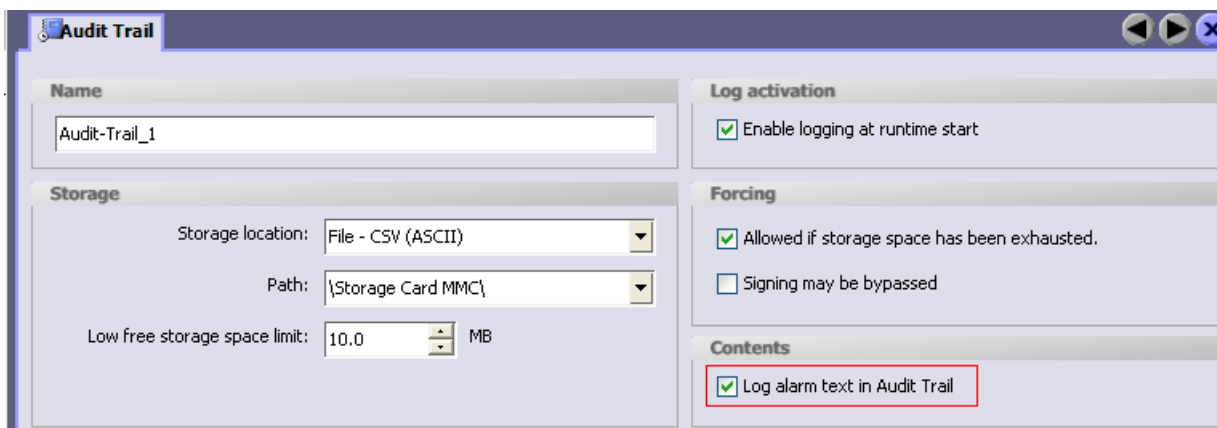 Audit Trail
Name
Audit-Trail_1
Storage
Storage location: File - CSV (ASCII)
Path: \Storage Card MMC\
Low free storage space limit: 10.0 MB
Log activation
Enable logging at runtime start
Forcing
Allowed if storage space has been exhausted.
Signing may be bypassed
Contents
Log alarm text in Audit Trail